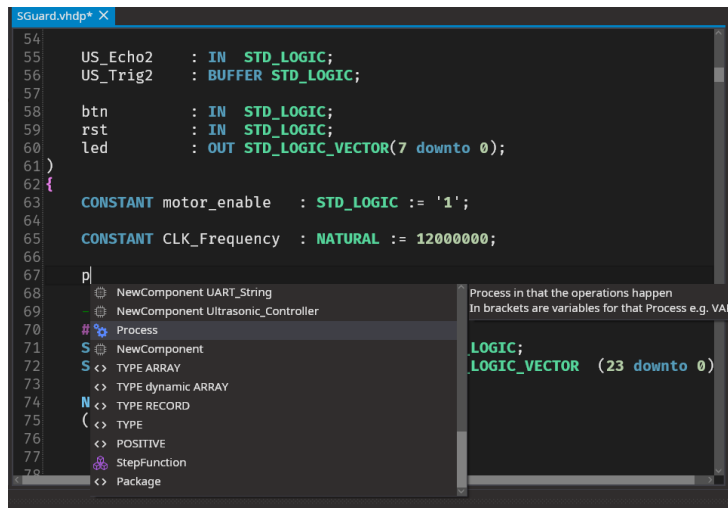 SGuard.vhdp* ✕
54
55 US_Echo2 : IN STD_LOGIC;
56 US_Trig2 : BUFFER STD_LOGIC;
57
58 btn : IN STD_LOGIC;
59 rst : IN STD_LOGIC;
60 led : OUT STD_LOGIC_VECTOR(7 downto 0);
61 )
62 {
63 CONSTANT motor_enable : STD_LOGIC := '1';
64
65 CONSTANT CLK_Frequency : NATURAL := 12000000;
66
67 p
68 NewComponent UART_String Process in that the operations happen
69 NewComponent Ultrasonic_Controller In brackets are variables for that Process e.g. VA
70 # Process
71 S NewComponent LOGIC;
72 S <> TYPE ARRAY LOGIC_VECTOR (23 downto 0)
73 <> TYPE dynamic ARRAY
74 N <> TYPE RECORD
75 ( <> TYPE
76 <> POSITIVE
77 StepFunction
78 <> Package